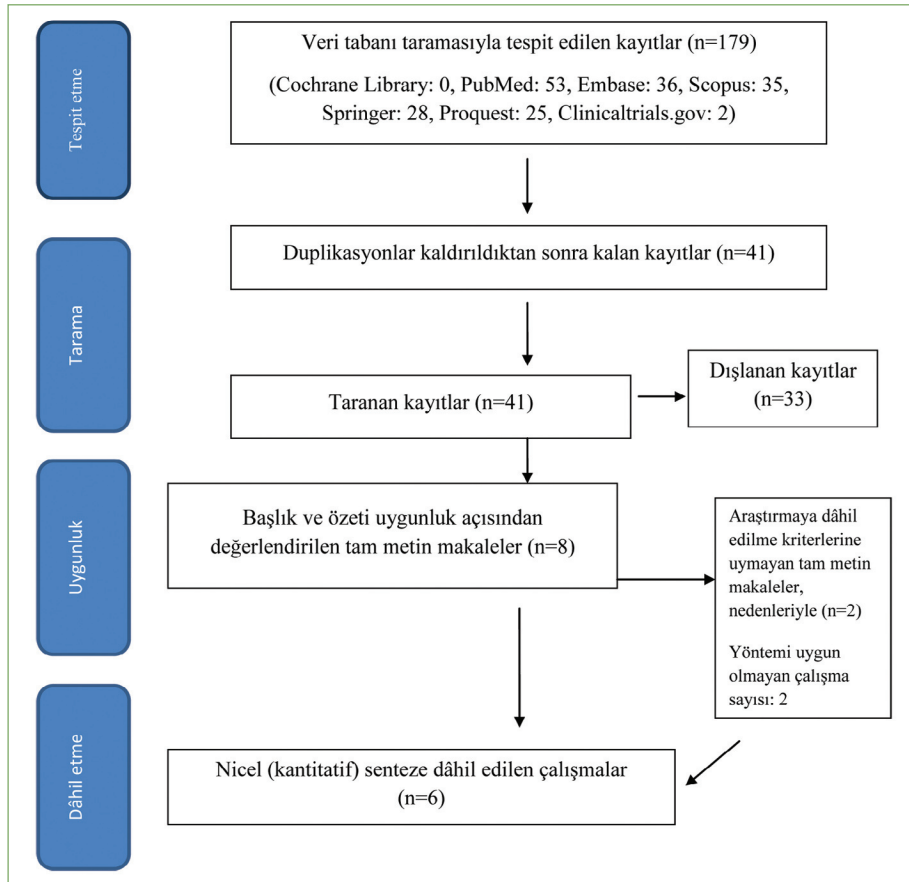 Tespit etme
Veri tabanı taramasıyla tespit edilen kayıtlar (n=179)
(Cochrane Library: 0, PubMed: 53, Embase: 36, Scopus: 35,
Springer: 28, Proquest: 25, Clinicaltrials.gov: 2)
Tarama
Duplikasyonlar kaldırıldıktan sonra kalan kayıtlar (n=41)
Taranan kayıtlar (n=41)
Dışlanan kayıtlar
(n=33)
Uygunluk
Başlık ve özeti uygunluk açısından
değerlendirilen tam metin makaleler (n=8)
Araştırmaya dâhil
edilme kriterlerine
uymayan tam metin
makaleler,
nedenleriyle (n=2)
Yöntemi uygun
olmayan çalışma
sayısı: 2
Dâhil etme
Nicel (kantitatif) senteze dâhil edilen çalışmalar
(n=6)